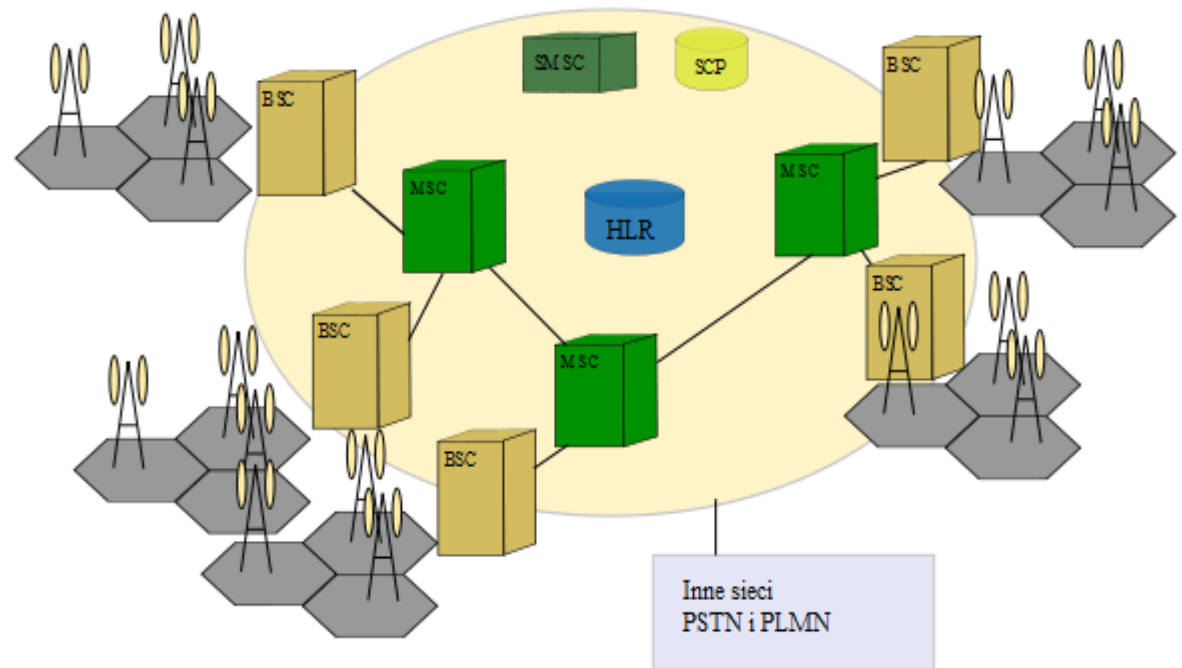 SMSC
SCP
BSC
BSC
MSC
MSC
HLR
BSC
BSC
MSC
BSC
Inne sieci
PSTN i PLMN